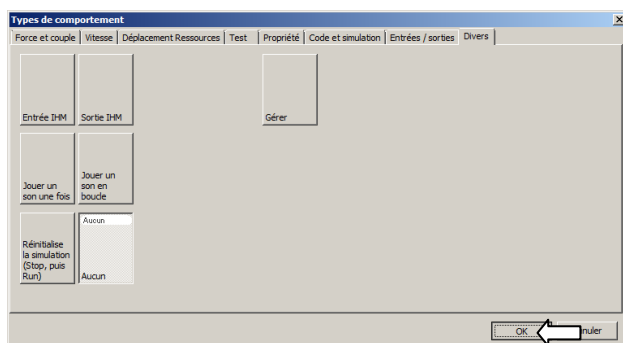 Types de comportement
Force et couple Vitesse Déplacement Ressources Test Propriété Code et simulation Entrées / sorties Divers
Entrée IHM Sortie IHM Gérer
Jouer un
son une fois
Jouer un
son en
boucle
Réinitialise
la simulation
(Stop, puis
Run)
Aucun
Aucun
OK nuler